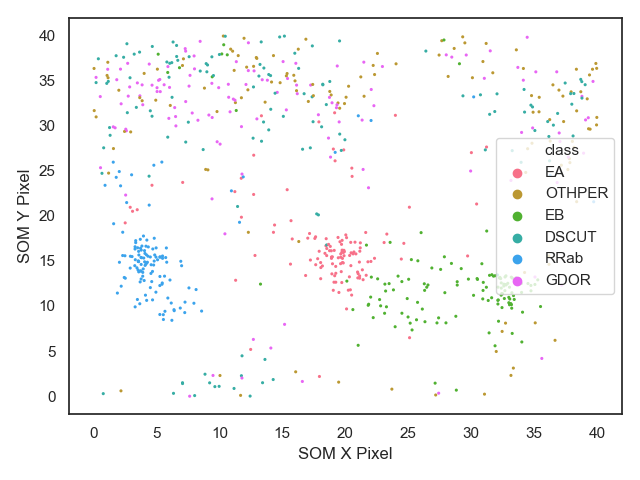 40
35
30
25
20
15
10
5
0
SOM Y Pixel
class
EA
OTHPER
EB
DSCUT
RRab
GDOR
0 5 10 15 20 25 30 35 40
SOM X Pixel